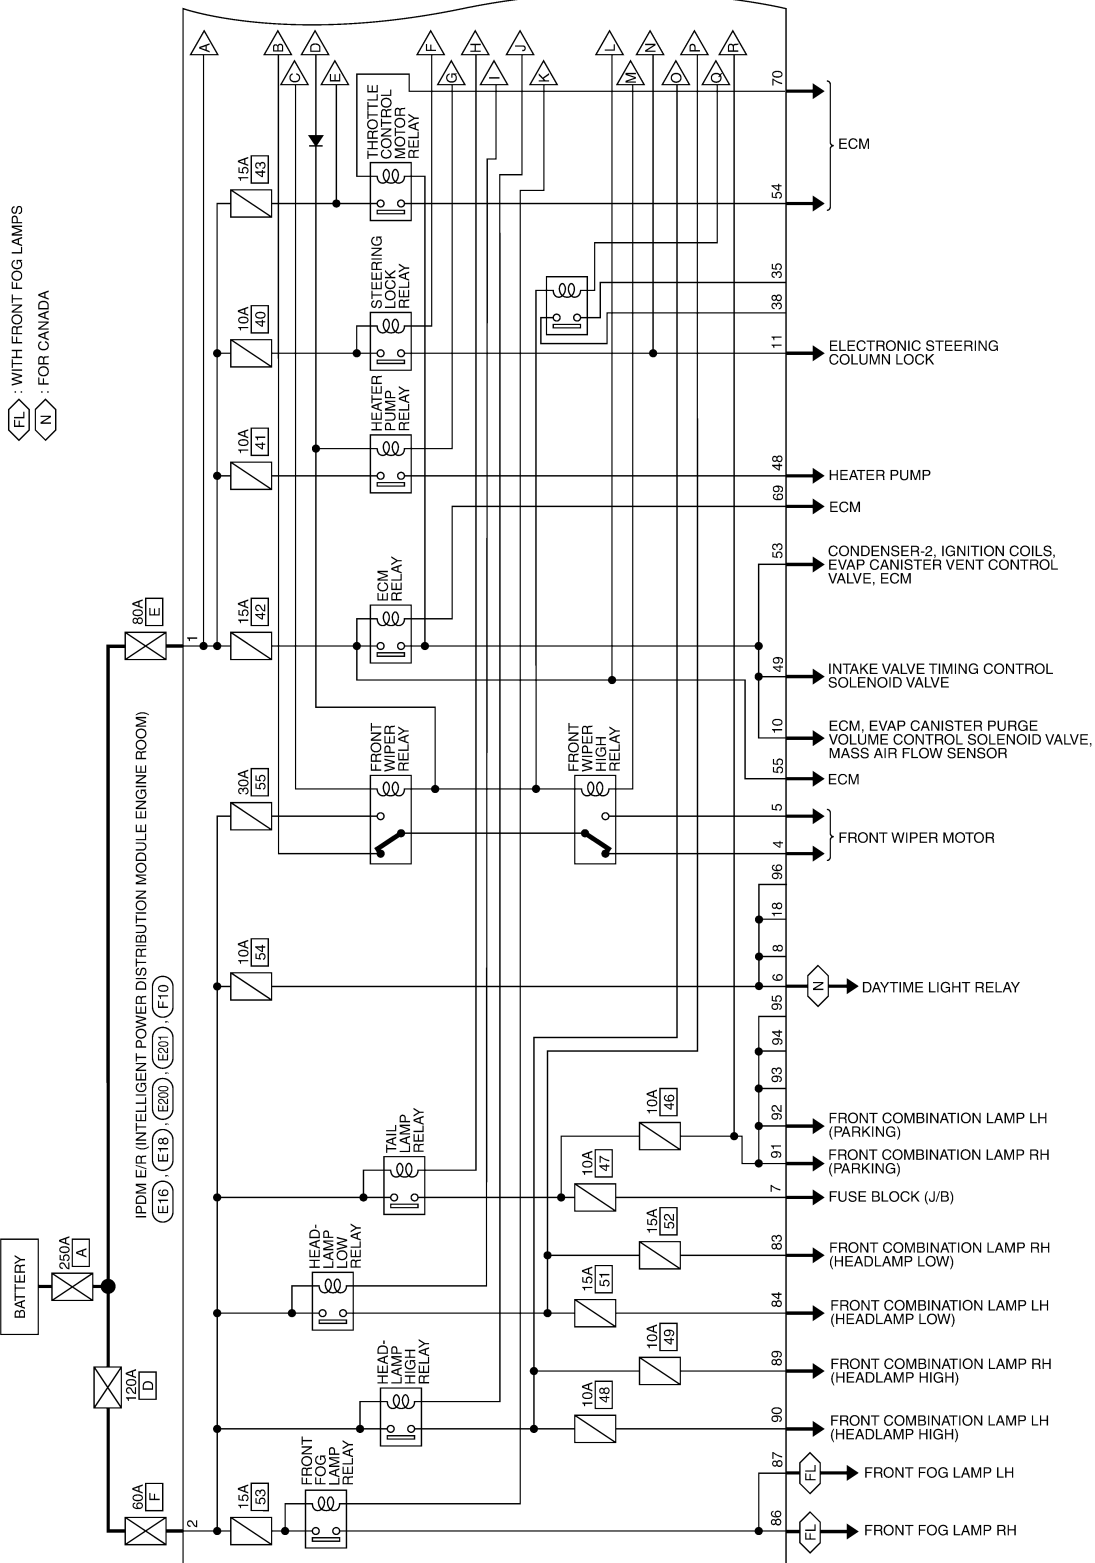 FL : WITH FRONT FOG LAMPS
N : FOR CANADA
A
B
C
D
E
F
G
H
I
J
K
L
M
N
O
P
Q
R
15A
43
THROTTLE
CONTROL
MOTOR
RELAY
70
54
ECM
10A
40
STEERING
LOCK
RELAY
35
38
11
ELECTRONIC STEERING
COLUMN LOCK
10A
41
HEATER
PUMP
RELAY
48
HEATER PUMP
69
ECM
80A
E
1
15A
42
ECM
RELAY
53
CONDENSER-2, IGNITION COILS,
EVAP CANISTER VENT CONTROL
VALVE, ECM
49
INTAKE VALVE TIMING CONTROL
SOLENOID VALVE
10
ECM, EVAP CANISTER PURGE
VOLUME CONTROL SOLENOID VALVE,
MASS AIR FLOW SENSOR
55
ECM
30A
55
FRONT
WIPER
RELAY
FRONT
WIPER
HIGH
RELAY
5
4
FRONT WIPER MOTOR
IPDM E/R (INTELLIGENT POWER DISTRIBUTION MODULE ENGINE ROOM)
E16 , E18 , E200 , E201 , F10
10A
54
96
18
8
6
N
DAYTIME LIGHT RELAY
95
94
93
92
FRONT COMBINATION LAMP LH
(PARKING)
91
FRONT COMBINATION LAMP RH
(PARKING)
10A
46
TAIL
LAMP
RELAY
10A
47
7
FUSE BLOCK (J/B)
BATTERY
250A
A
HEAD-
LAMP
LOW
RELAY
15A
52
83
FRONT COMBINATION LAMP RH
(HEADLAMP LOW)
15A
51
84
FRONT COMBINATION LAMP LH
(HEADLAMP LOW)
120A
D
HEAD-
LAMP
HIGH
RELAY
10A
49
89
FRONT COMBINATION LAMP RH
(HEADLAMP HIGH)
10A
48
90
FRONT COMBINATION LAMP LH
(HEADLAMP HIGH)
60A
F
2
15A
53
FRONT
FOG
LAMP
RELAY
87
FL
FRONT FOG LAMP LH
86
FL
FRONT FOG LAMP RH